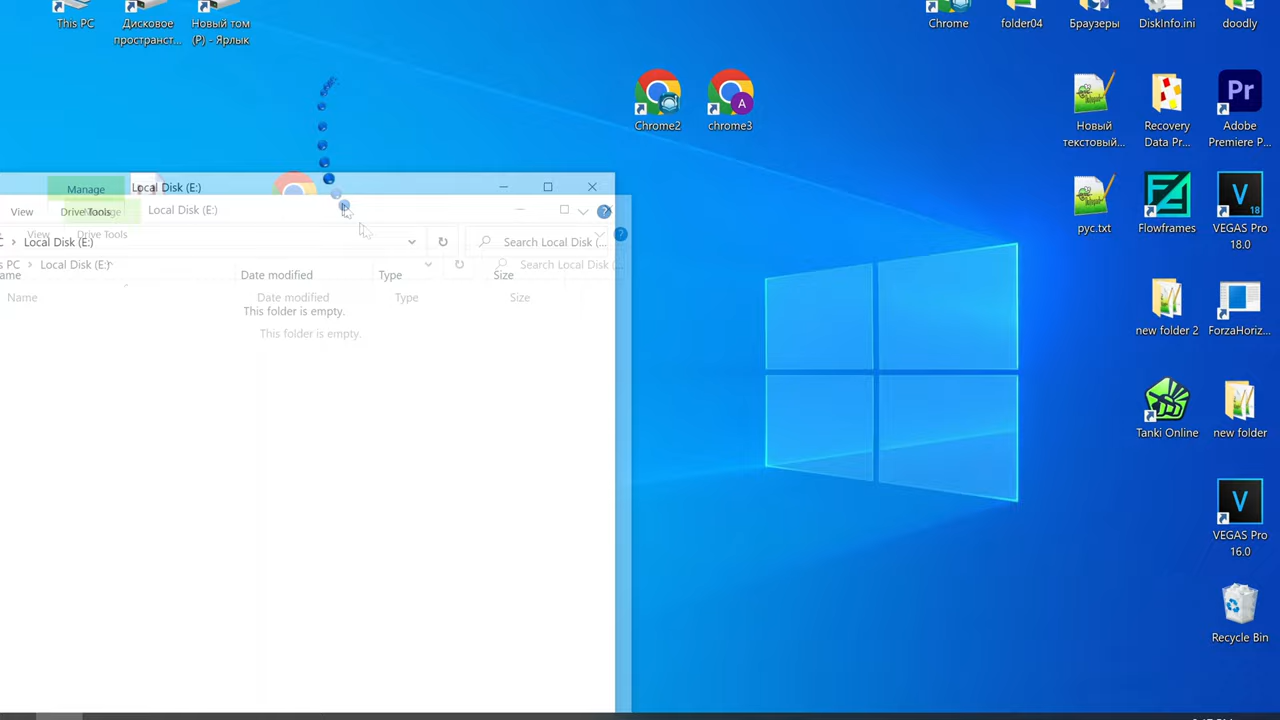 This PC
Дисковое
пространст...
Новый том
(P) - Ярлык
Chrome
folder04
Браузеры
DiskInfo.ini
doodly
Chrome2
chrome3
Новый
текстовый...
Recovery
Data Pr...
Adobe
Premiere P...
рус.txt
Flowframes
VEGAS Pro
18.0
new folder 2
ForzaHoriz...
Tanki Online
new folder
VEGAS Pro
16.0
Recycle Bin
Manage
Local Disk (E:)
View
Drive Tools
Local Disk (E:)
View
Drive Tools
Local Disk (E:)
Search Local Disk (...
PC
Local Disk (E:)
Search Local Disk (...
Date modified
Type
Size
Name
Date modified
Type
Size
This folder is empty.
This folder is empty.